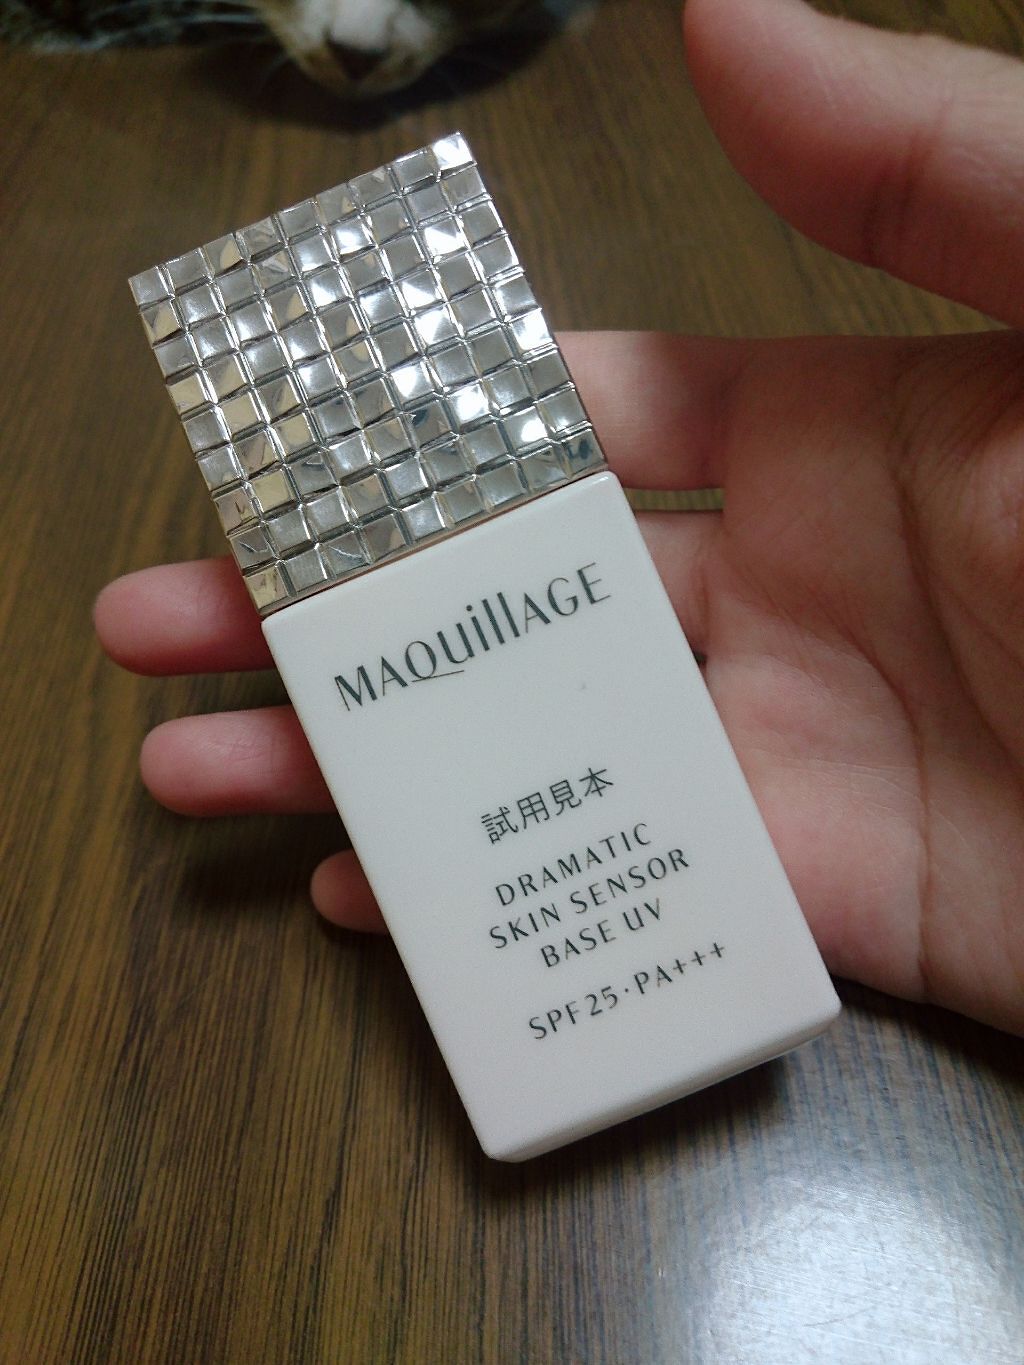 MAQuillAGE
試用見本
DRAMATIC
SKIN SENSOR
BASE UV
SPF25・PA+++